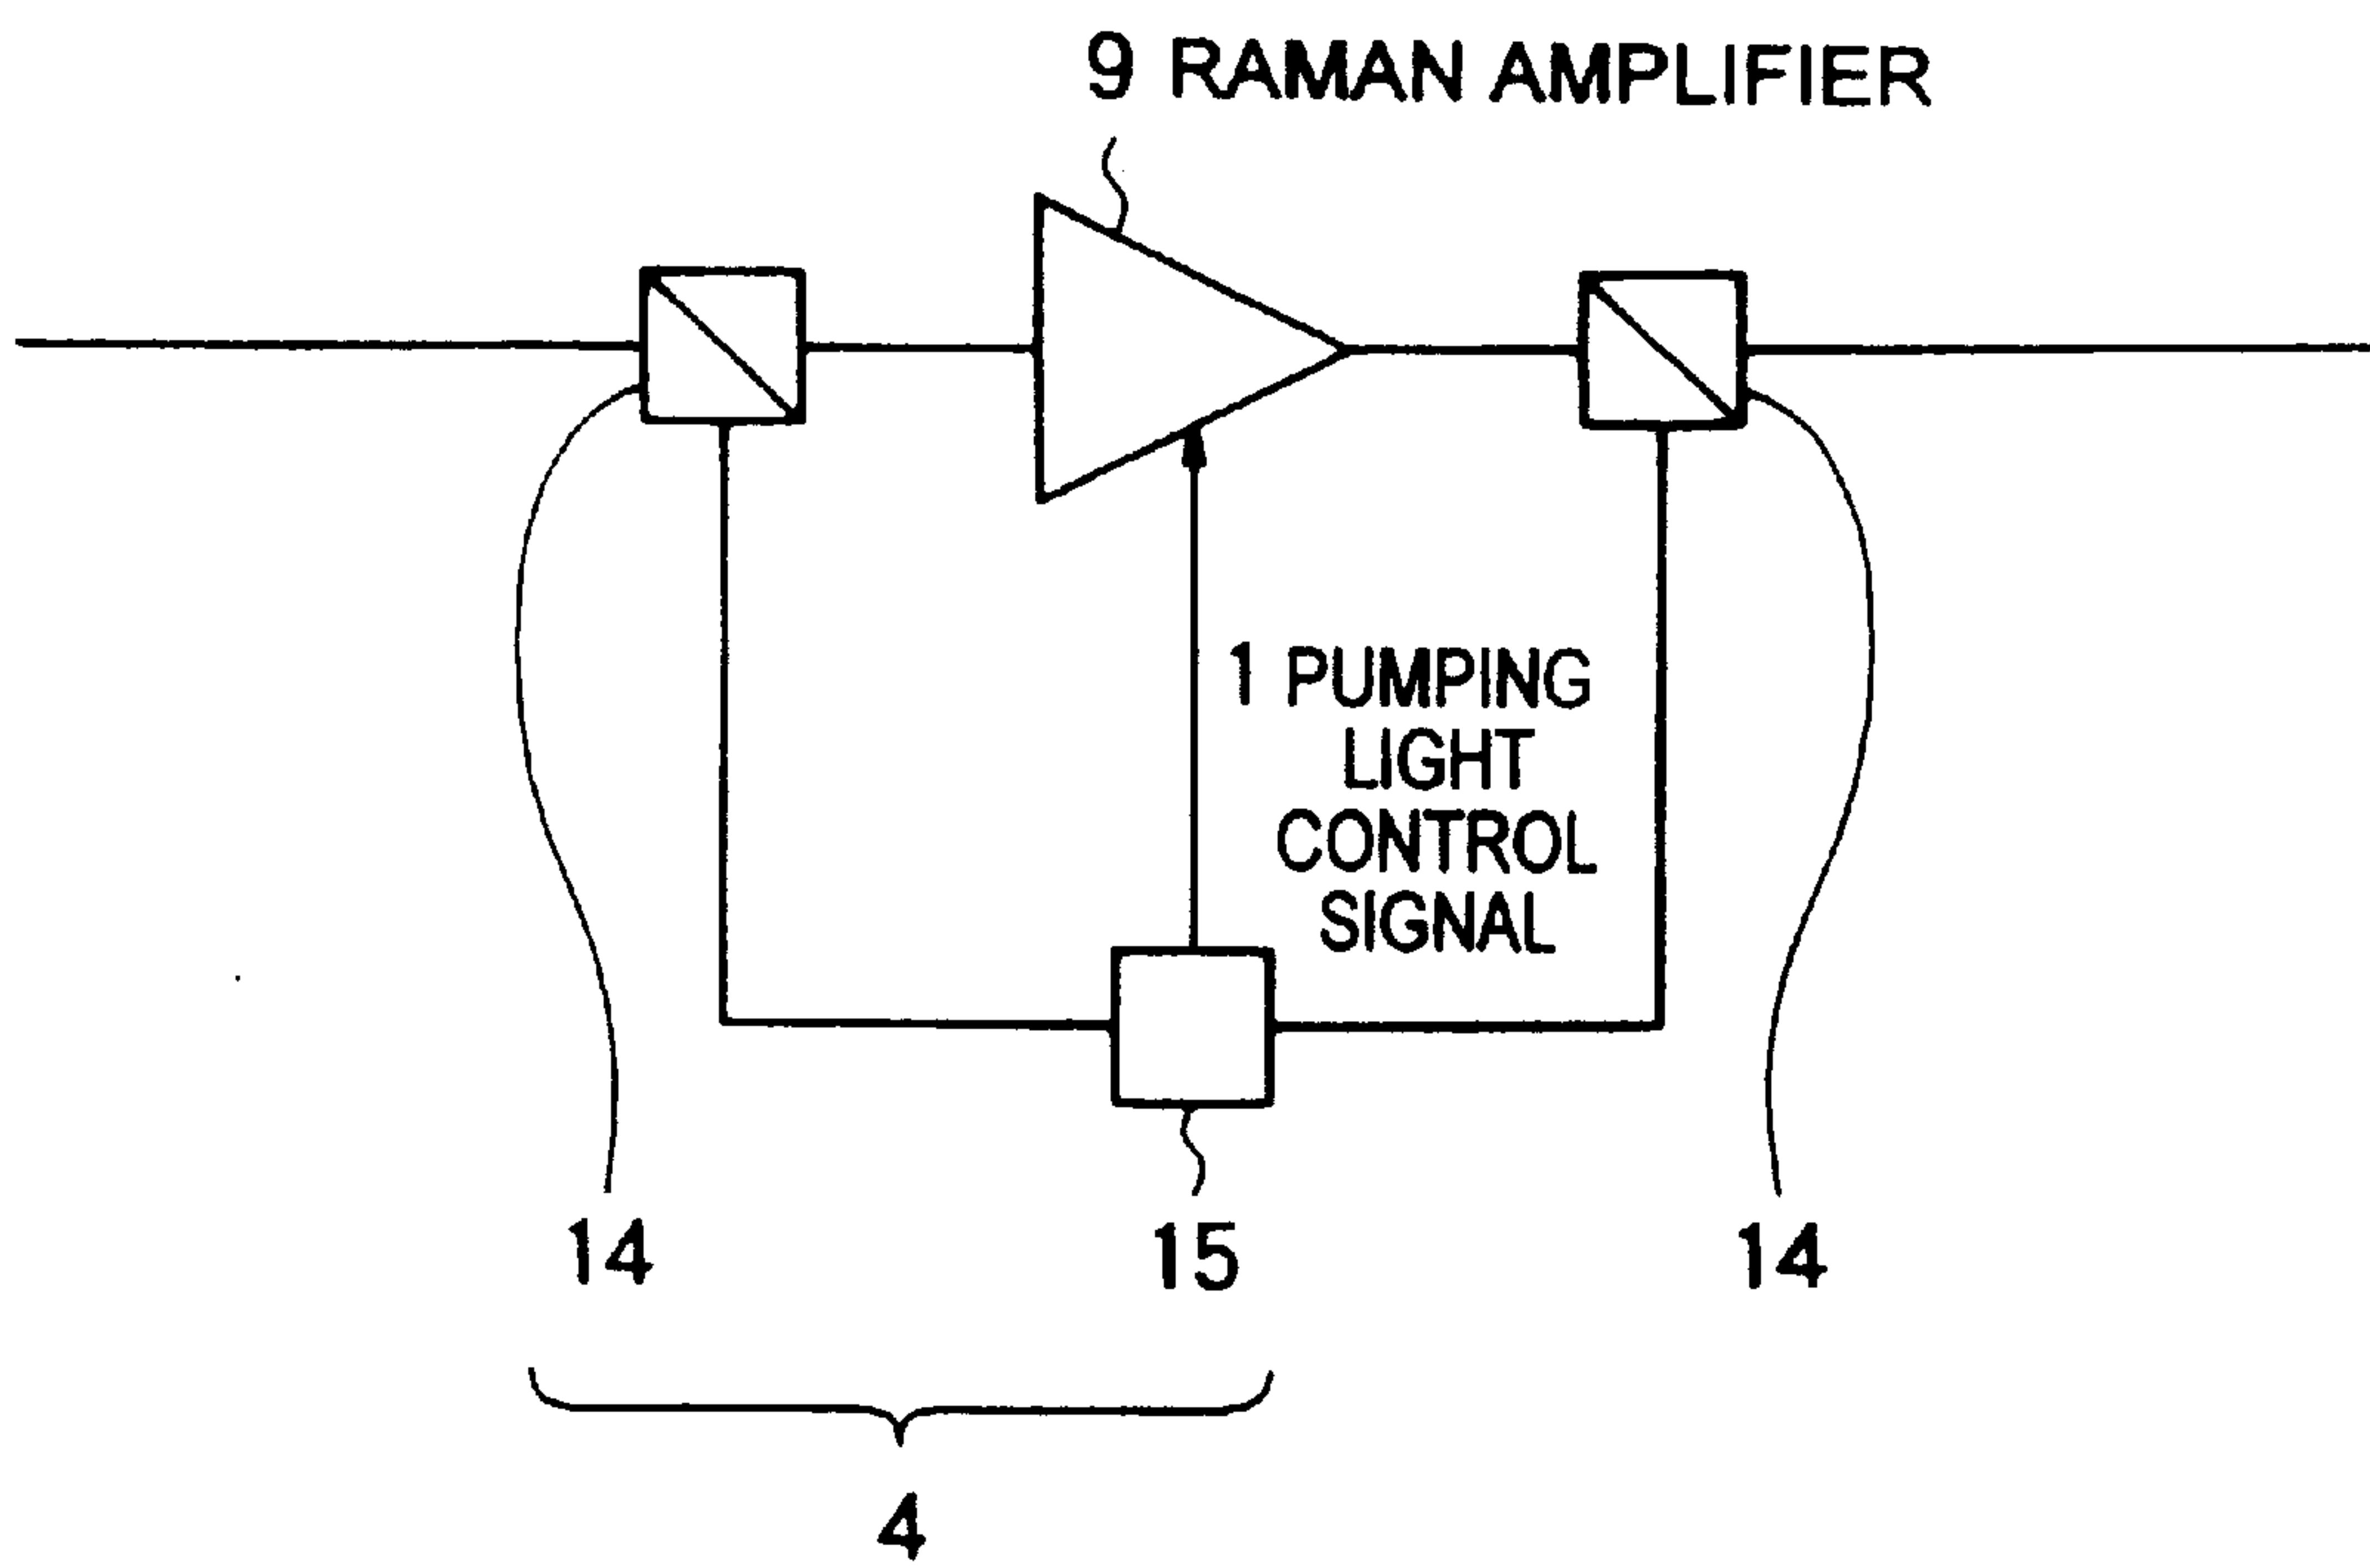 9 RAMAN AMPLIFIER
1 PUMPING
LIGHT
CONTROL
SIGNAL
14
15
14
4